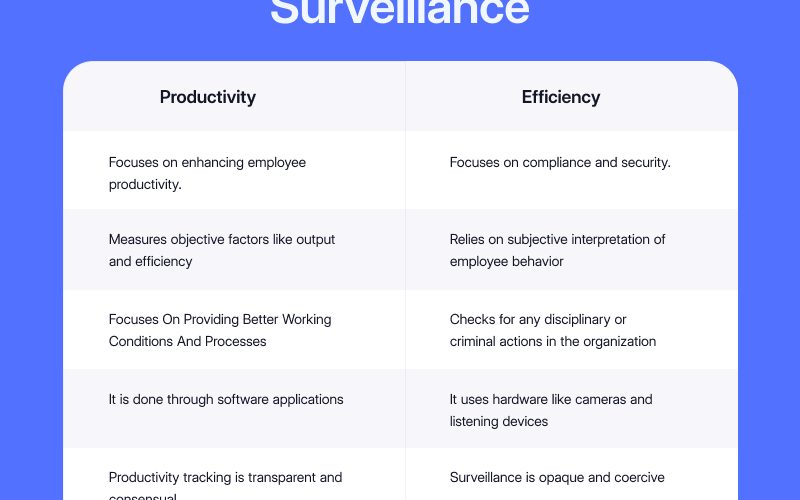 Surveillance
Productivity
Efficiency
Focuses on enhancing employee
productivity.
Focuses on compliance and security.
Measures objective factors like output
and efficiency
Relies on subjective interpretation of
employee behavior
Focuses On Providing Better Working
Conditions And Processes
Checks for any disciplinary or
criminal actions in the organization
It is done through software applications
It uses hardware like cameras and
listening devices
Productivity tracking is transparent and
consensual
Surveillance is opaque and coercive